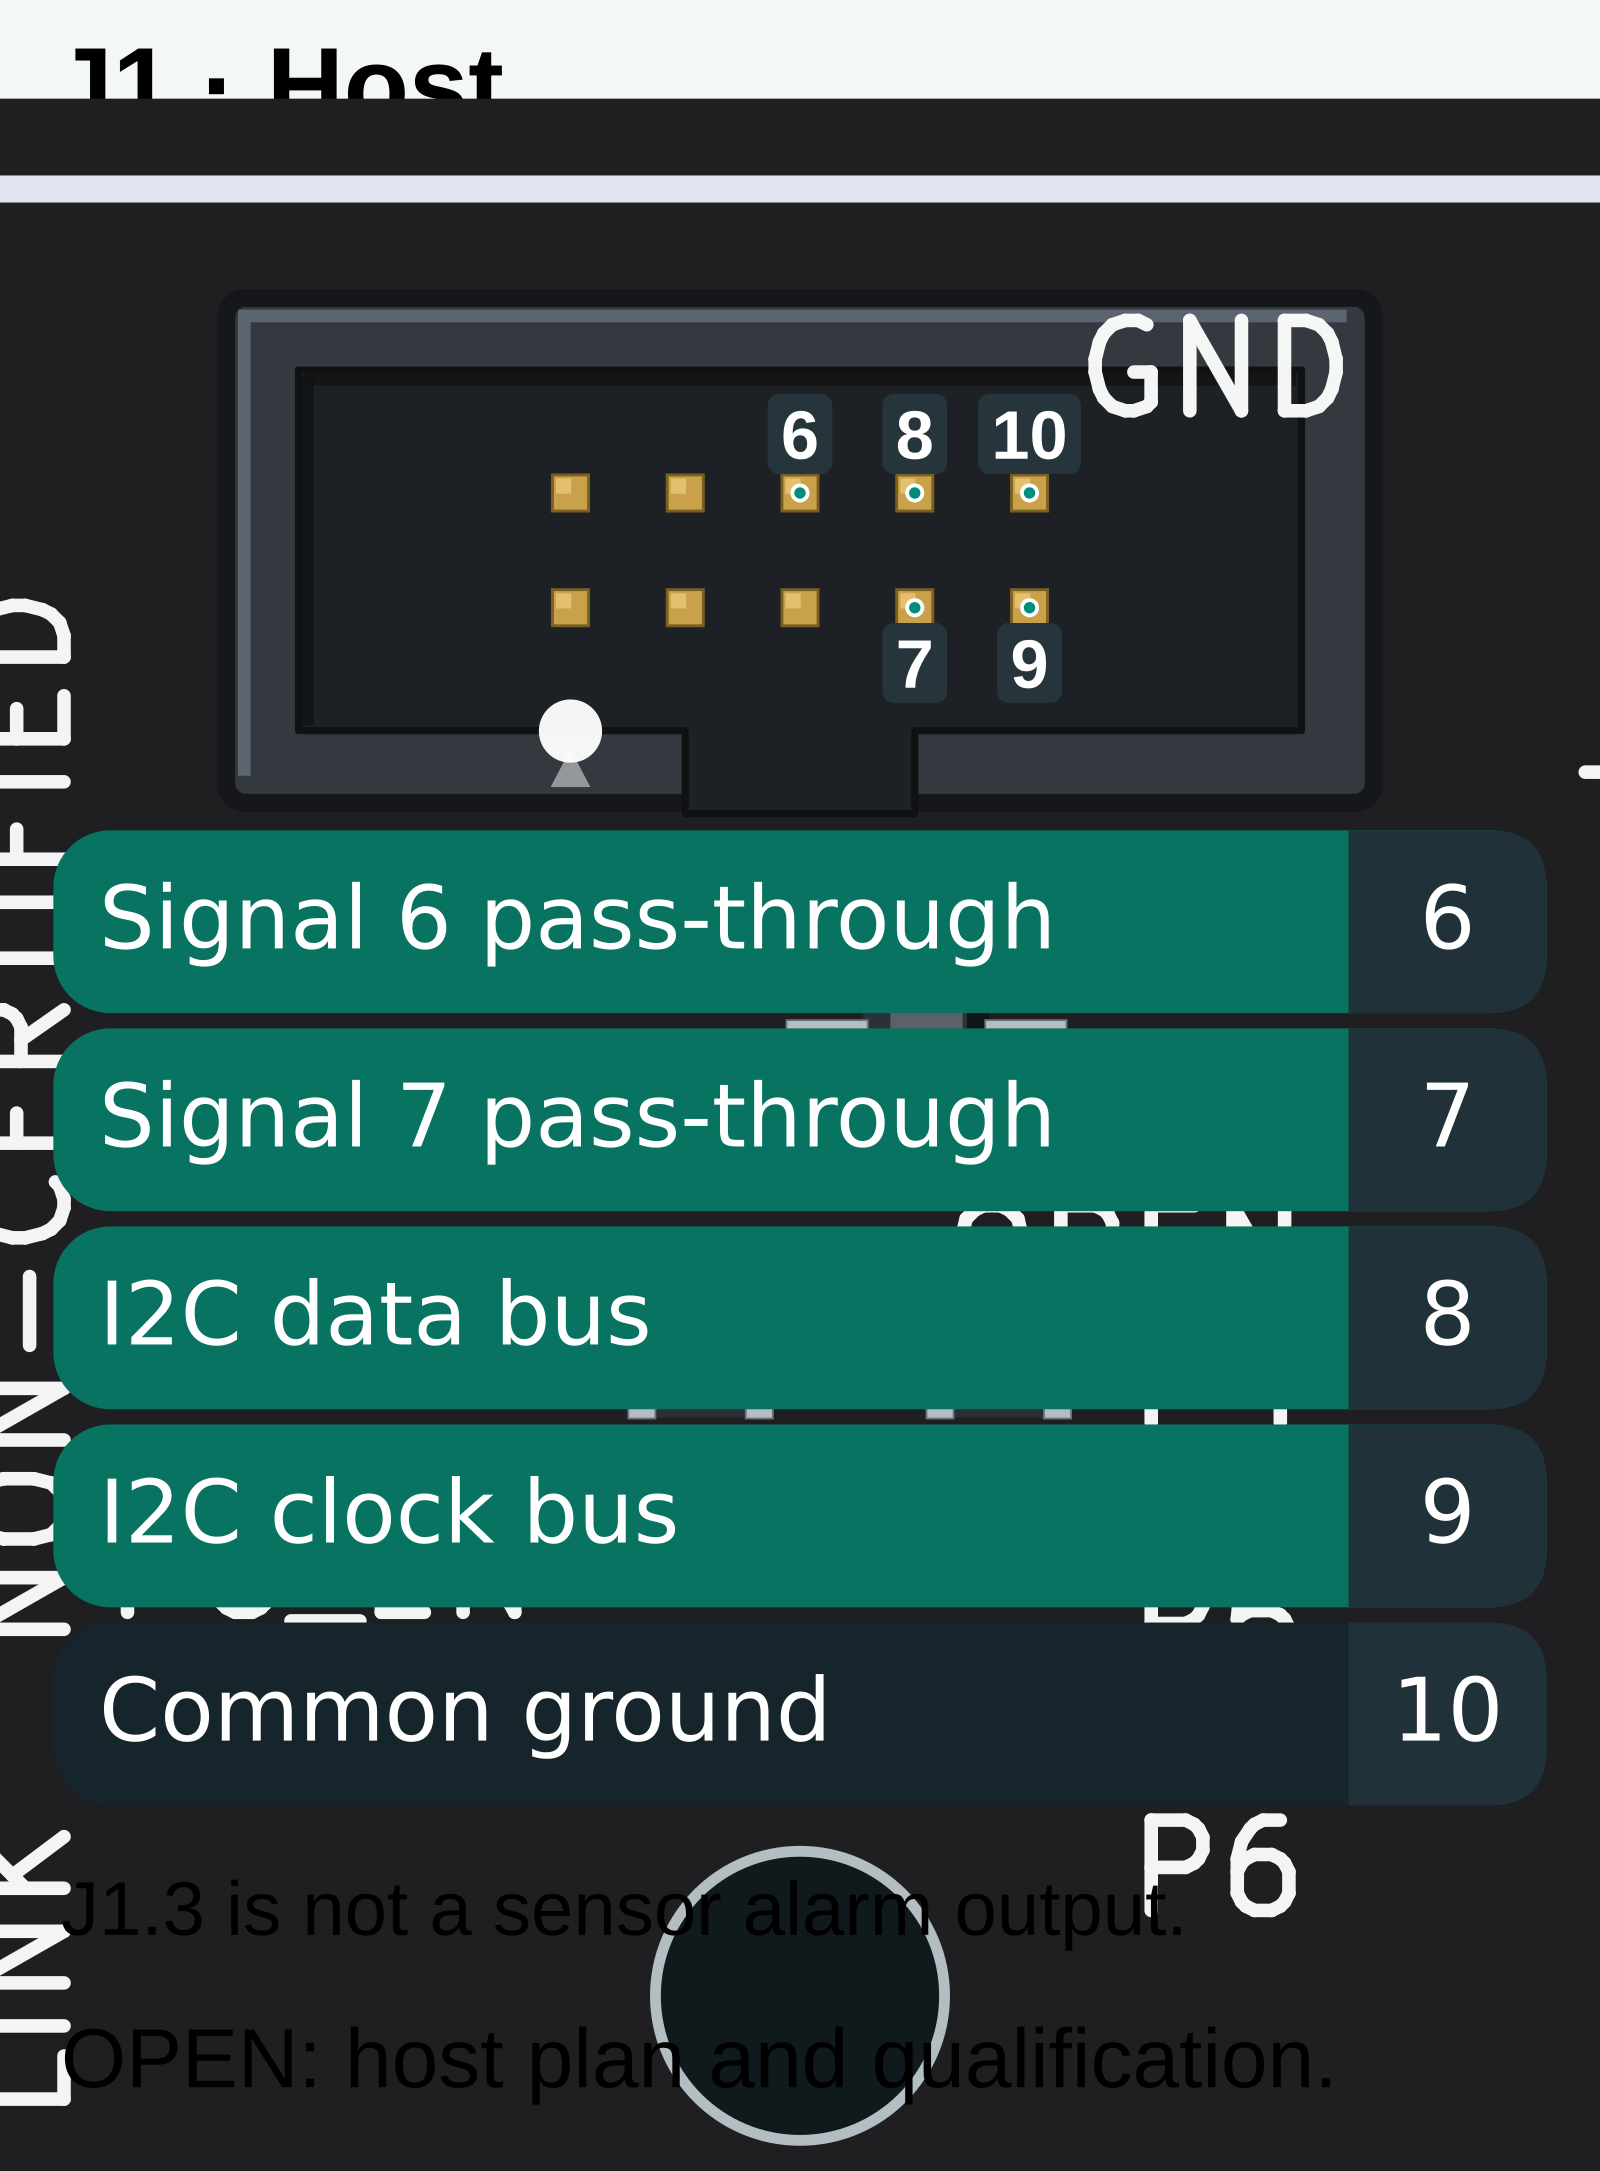 J1 · Host
GND
6 8 10
7 9
Signal 6 pass-through 6
Signal 7 pass-through 7
I2C data bus 8
I2C clock bus 9
Common ground 10
P6
J1.3 is not a sensor alarm output.
OPEN: host plan and qualification.
LINK NON-CERTIFIED
OPEN